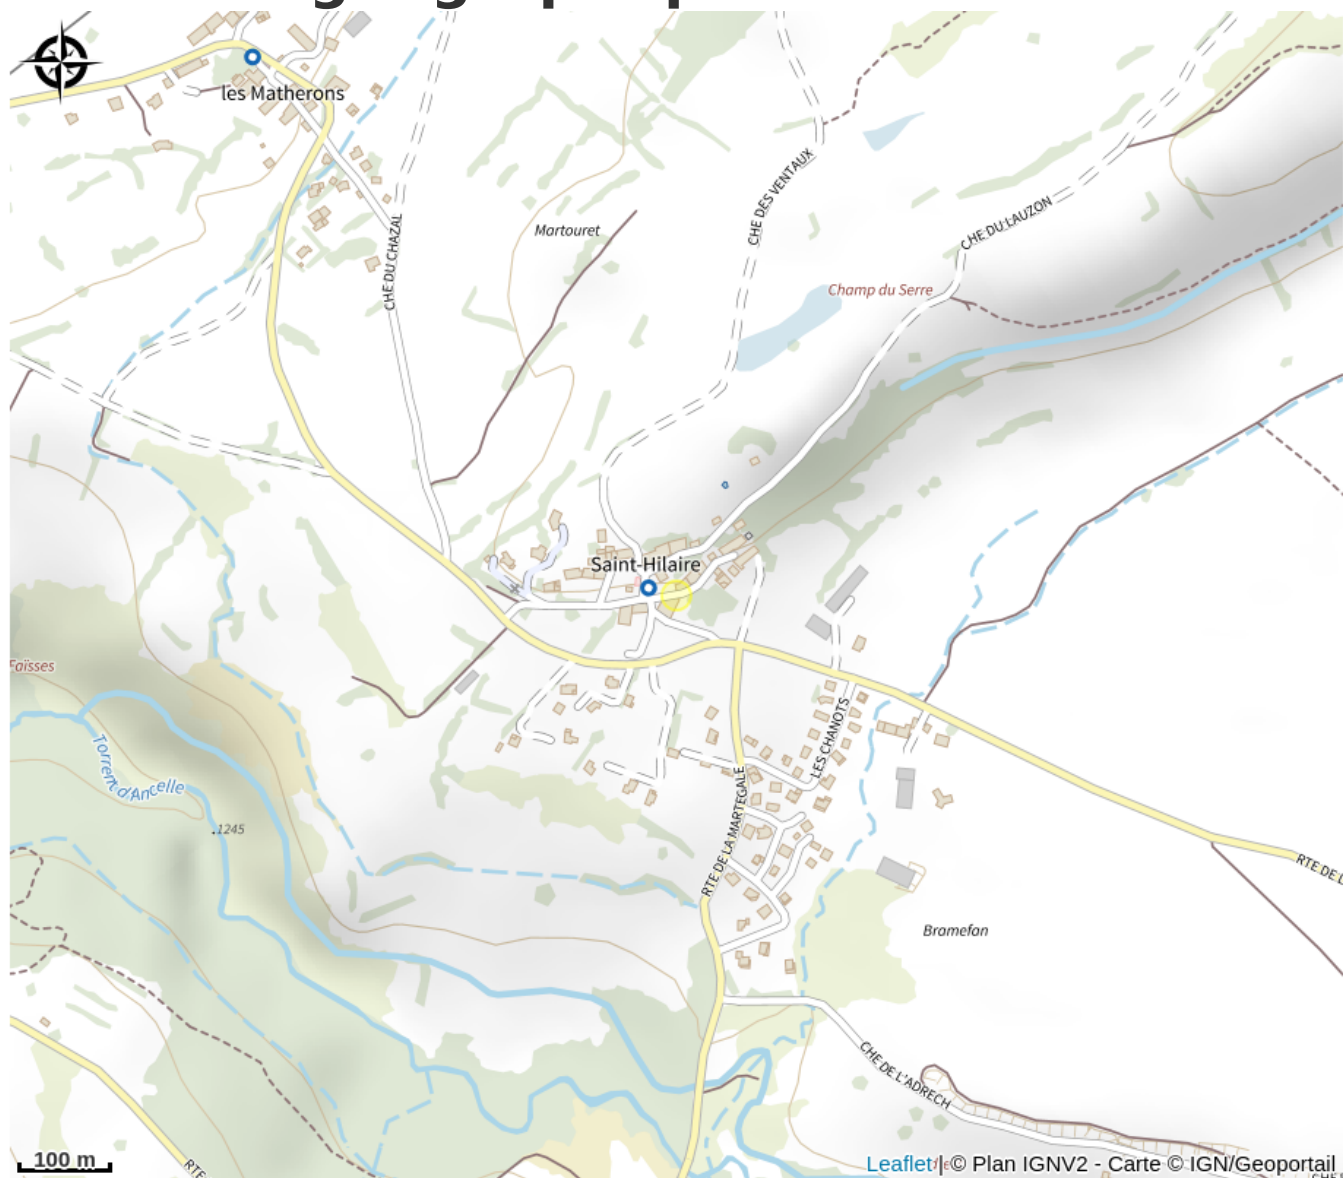 les Matherons
CHE DES VENTAUX
CHE DU LAUZON
Martouret
CHE DU CHAZAL
Champ du Serre
Saint-Hilaire
Faïsses
LES CHANOTS
Torrent d'Ancelle
RTE DE LA MARTEGALE
.1245
RTE DE L
Bramefan
CHE DE L'ADRECH
100 m
RTE
Leaflet | © Plan IGNV2 - Carte © IGN/Geoportail